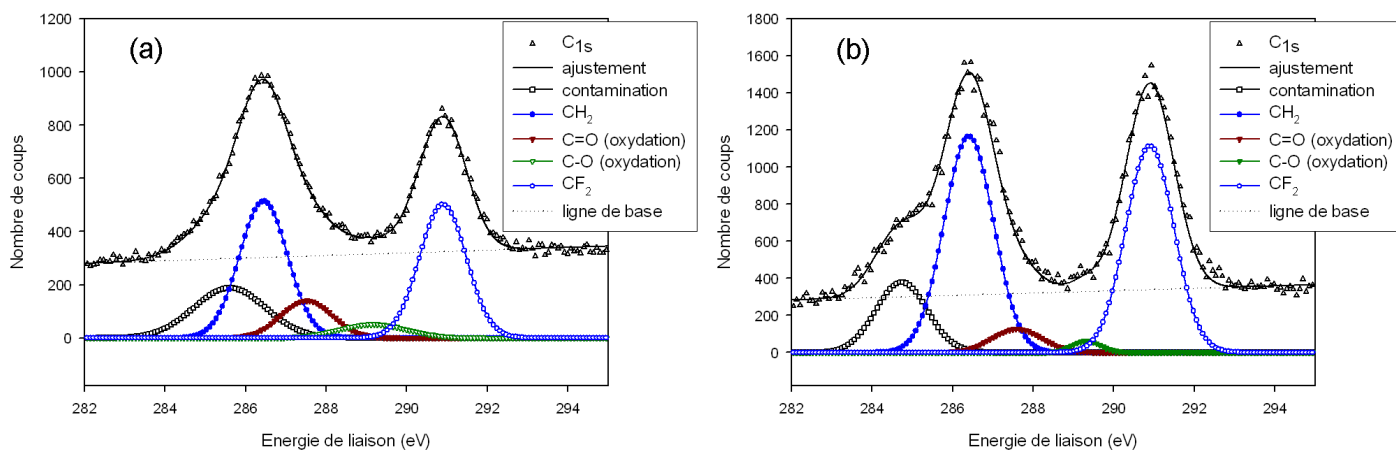 (a)
1200
1000
800
600
400
200
0
282 284 286 288 290 292 294
Nombre de coups
Energie de liaison (eV)
C1s
ajustement
contamination
CH2
C=O (oxydation)
C-O (oxydation)
CF2
ligne de base
(b)
1800
1600
1400
1200
1000
800
600
400
200
0
282 284 286 288 290 292 294
Nombre de coups
Energie de liaison (eV)
C1s
ajustement
contamination
CH2
C=O (oxydation)
C-O (oxydation)
CF2
ligne de base